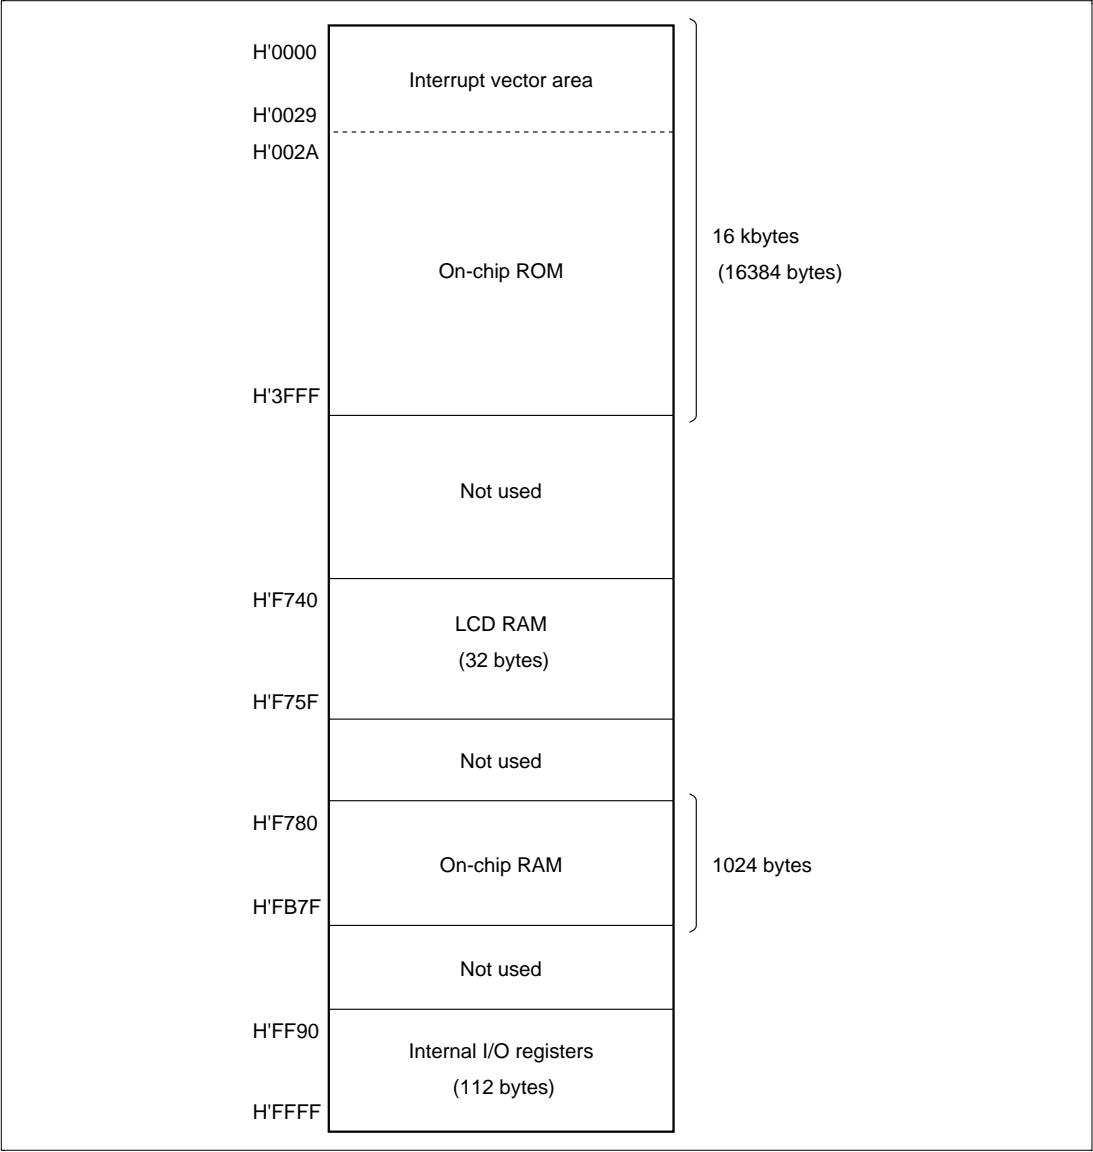 H'0000
Interrupt vector area
H'0029
H'002A
16 kbytes
(16384 bytes)
On-chip ROM
H'3FFF
Not used
H'F740
LCD RAM
(32 bytes)
H'F75F
Not used
H'F780
On-chip RAM
1024 bytes
H'FB7F
Not used
H'FF90
Internal I/O registers
(112 bytes)
H'FFFF